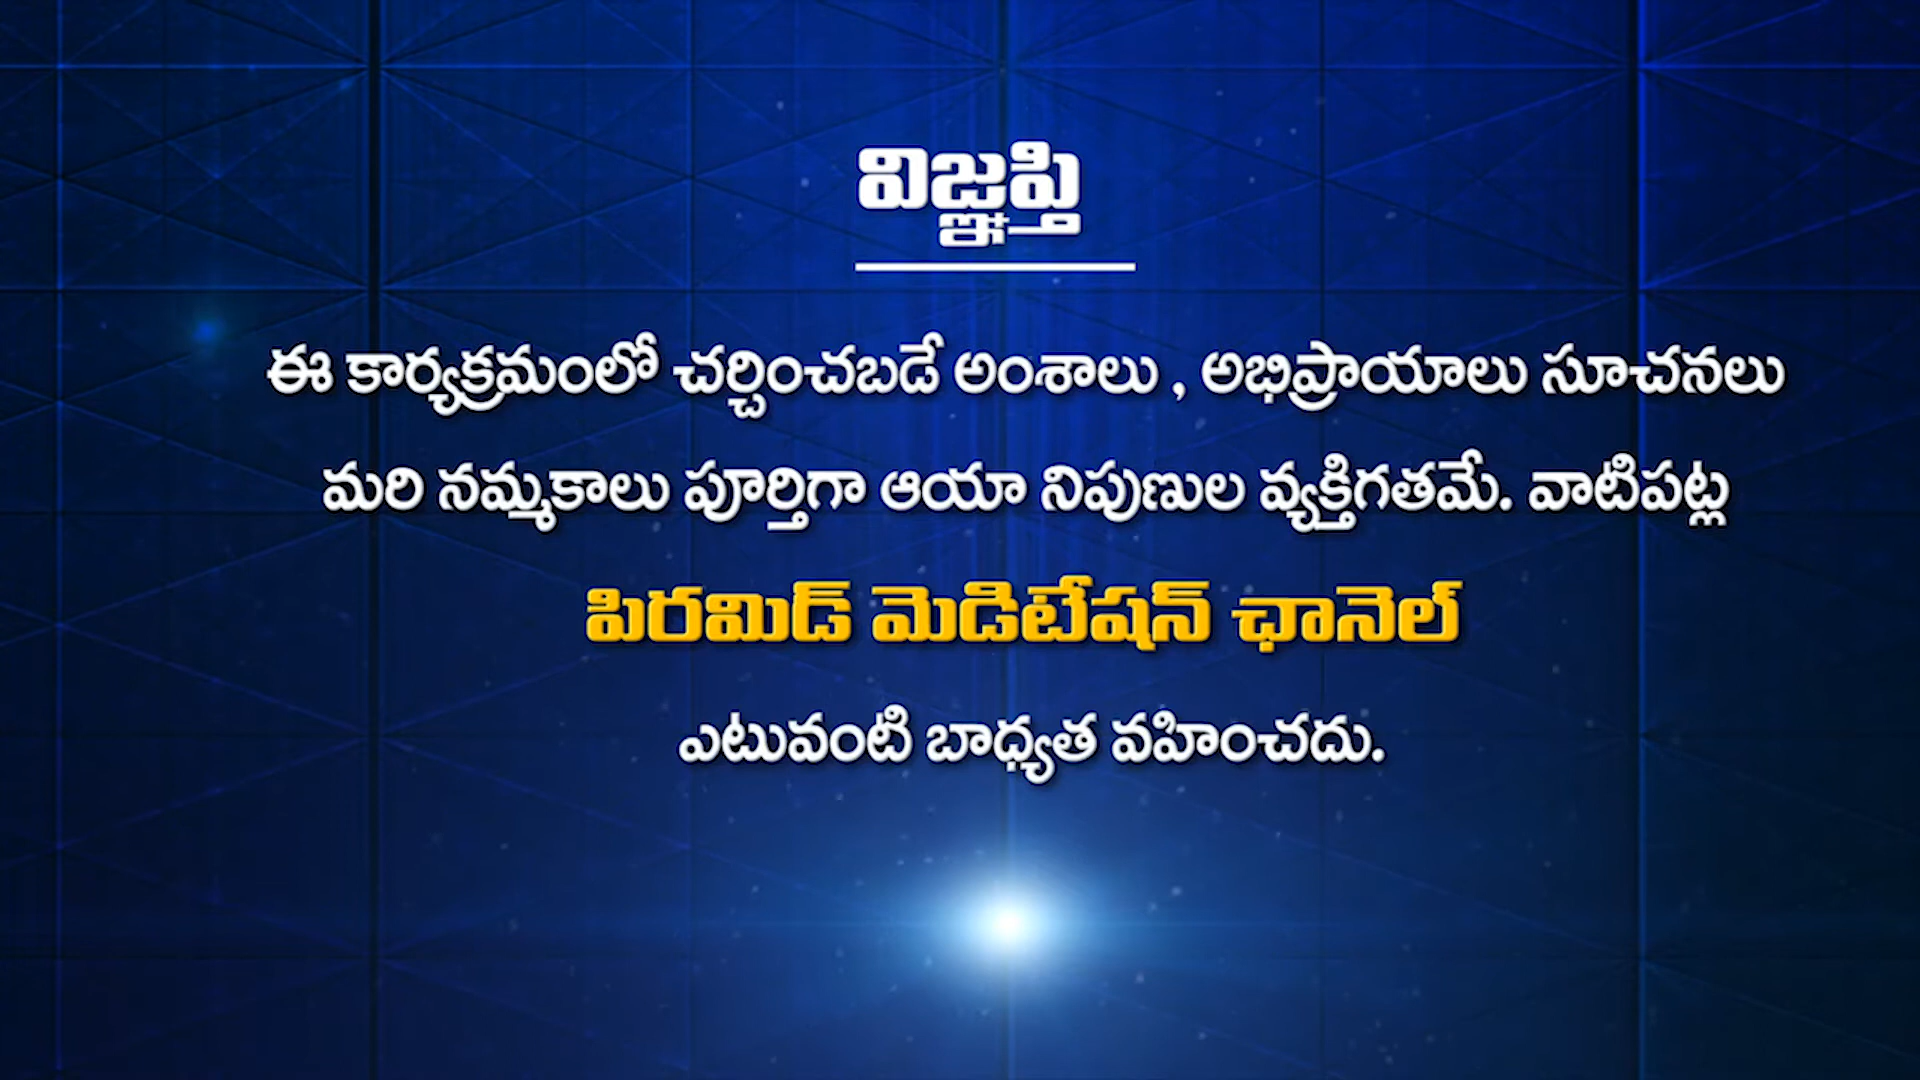 విజ్ఞప్తి
ఈ కార్యక్రమంలో చర్చించబడే అంశాలు , అభిప్రాయాలు సూచనలు
మరి నమ్మకాలు పూర్తిగా ఆయా నిపుణుల వ్యక్తిగతమే. వాటిపట్ల
పిరమిడ్ మెడిటేషన్ ఛానెల్
ఎటువంటి బాధ్యత వహించదు.